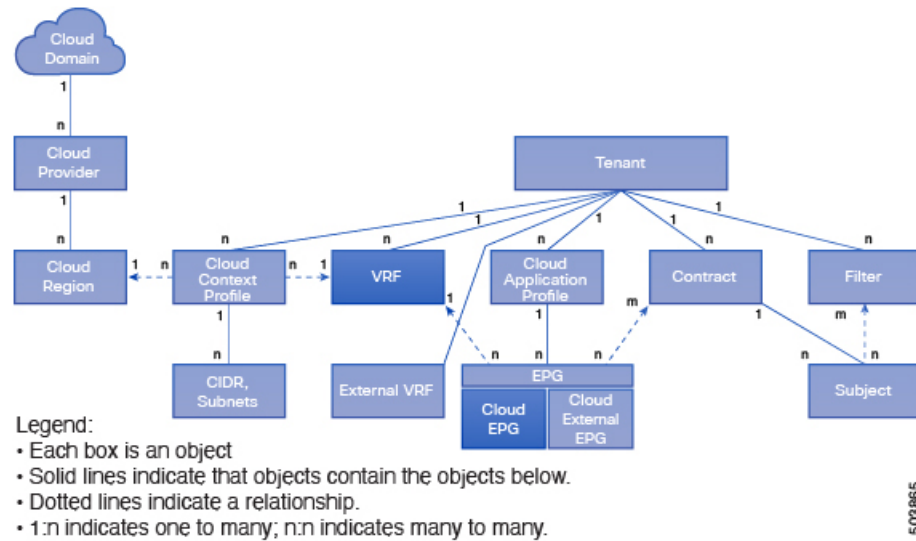 Cloud
Domain
1
n
Cloud
Provider
Tenant
1
1
1
1
1
1
n
n
n
n
n
n
Cloud
Region
1
n
Cloud
Context
Profile
n
1
VRF
Cloud
Application
Profile
Contract
Filter
1
1
m
1
m
n
n
n
n
n
n
CIDR,
Subnets
External VRF
EPG
Cloud
EPG
Cloud
External
EPG
Subject
Legend:
• Each box is an object
• Solid lines indicate that objects contain the objects below.
• Dotted lines indicate a relationship.
• 1:n indicates one to many; n:n indicates many to many.
503865